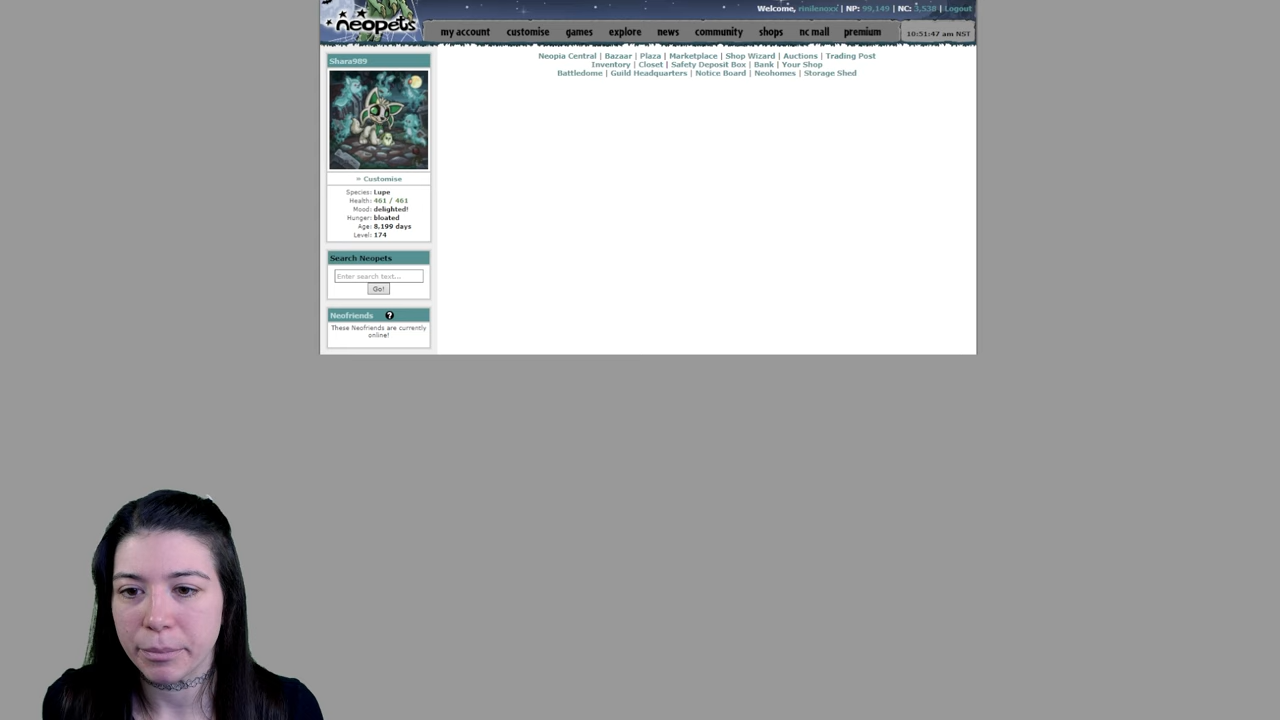 Welcome, rinilenoxx | NP: 99,149 | NC: 3,538 | Logout
neopets
my account customise games explore news community shops nc mall premium 10:51:47 am NST
Neopia Central | Bazaar | Plaza | Marketplace | Shop Wizard | Auctions | Trading Post
Inventory | Closet | Safety Deposit Box | Bank | Your Shop
Battledome | Guild Headquarters | Notice Board | Neohomes | Storage Shed
Shara989
» Customise
Species: Lupe
Health: 461 / 461
Mood: delighted!
Hunger: bloated
Age: 8,199 days
Level: 174
Search Neopets
Enter search text...
Go!
Neofriends ?
These Neofriends are currently
online!